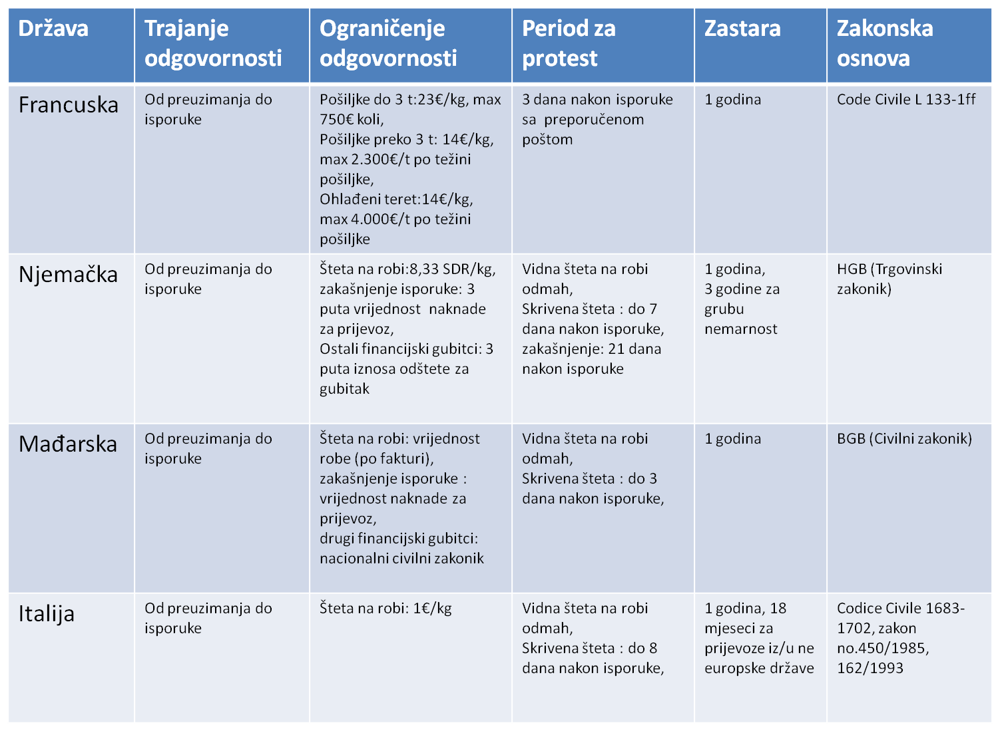 Država
Trajanje
odgovornosti
Ograničenje
odgovornosti
Period za
protest
Zastara
Zakonska
osnova
Francuska
Od preuzimanja do
isporuke
Pošiljke do 3 t:23€/kg, max
750€ koli,
Pošiljke preko 3 t: 14€/kg,
max 2.300€/t po težini
pošiljke,
Ohlađeni teret:14€/kg,
max 4.000€/t po težini
pošiljke
3 dana nakon isporuke
sa preporučenom
poštom
1 godina
Code Civile L 133-1ff
Njemačka
Od preuzimanja do
isporuke
Šteta na robi:8,33 SDR/kg,
zakašnjenje isporuke: 3
puta vrijednost naknade
za prijevoz,
Ostali financijski gubitci: 3
puta iznosa odštete za
gubitak
Vidna šteta na robi
odmah,
Skrivena šteta : do 7
dana nakon isporuke,
zakašnjenje: 21 dana
nakon isporuke
1 godina,
3 godine za
grubu
nemarnost
HGB (Trgovinski
zakonik)
Mađarska
Od preuzimanja do
isporuke
Šteta na robi: vrijednost
robe (po fakturi),
zakašnjenje isporuke :
vrijednost naknade za
prijevoz,
drugi financijski gubitci:
nacionalni civilni zakonik
Vidna šteta na robi
odmah,
Skrivena šteta : do 3
dana nakon isporuke,
1 godina
BGB (Civilni zakonik)
Italija
Od preuzimanja do
isporuke
Šteta na robi: 1€/kg
Vidna šteta na robi
odmah,
Skrivena šteta : do 8
dana nakon isporuke,
1 godina, 18
mjeseci za
prijevoze iz/u ne
europske države
Codice Civile 1683-
1702, zakon
no.450/1985,
162/1993